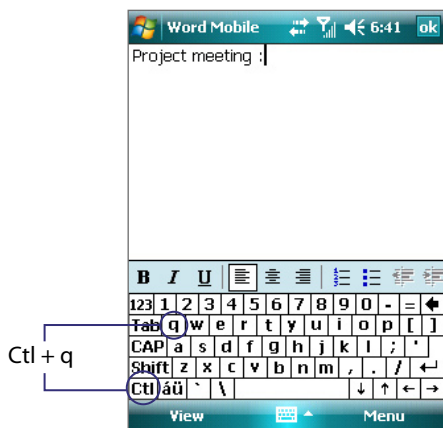 Word Mobile 6:41 ok
Project meeting :
B I U
123 1 2 3 4 5 6 7 8 9 0 - =
Tab q w e r t y u i o p [ ]
CAP a s d f g h j k l ; '
Shift z x c v b n m , . /
Ctl áü ` \
Ctl + q
View Menu